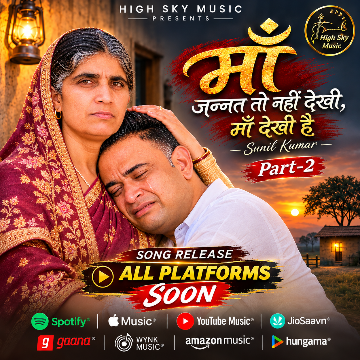 HIGH SKY MUSIC
PRESENTS
High Sky
Music
माँ
जन्नत तो नहीं देखी,
माँ देखी है
Sunil Kumar
Part-2
SONG RELEASE
ALL PLATFORMS
SOON
Spotify
Music
YouTube Music
JioSaavn
gaana
WYNK
MUSIC
amazon music
hungama